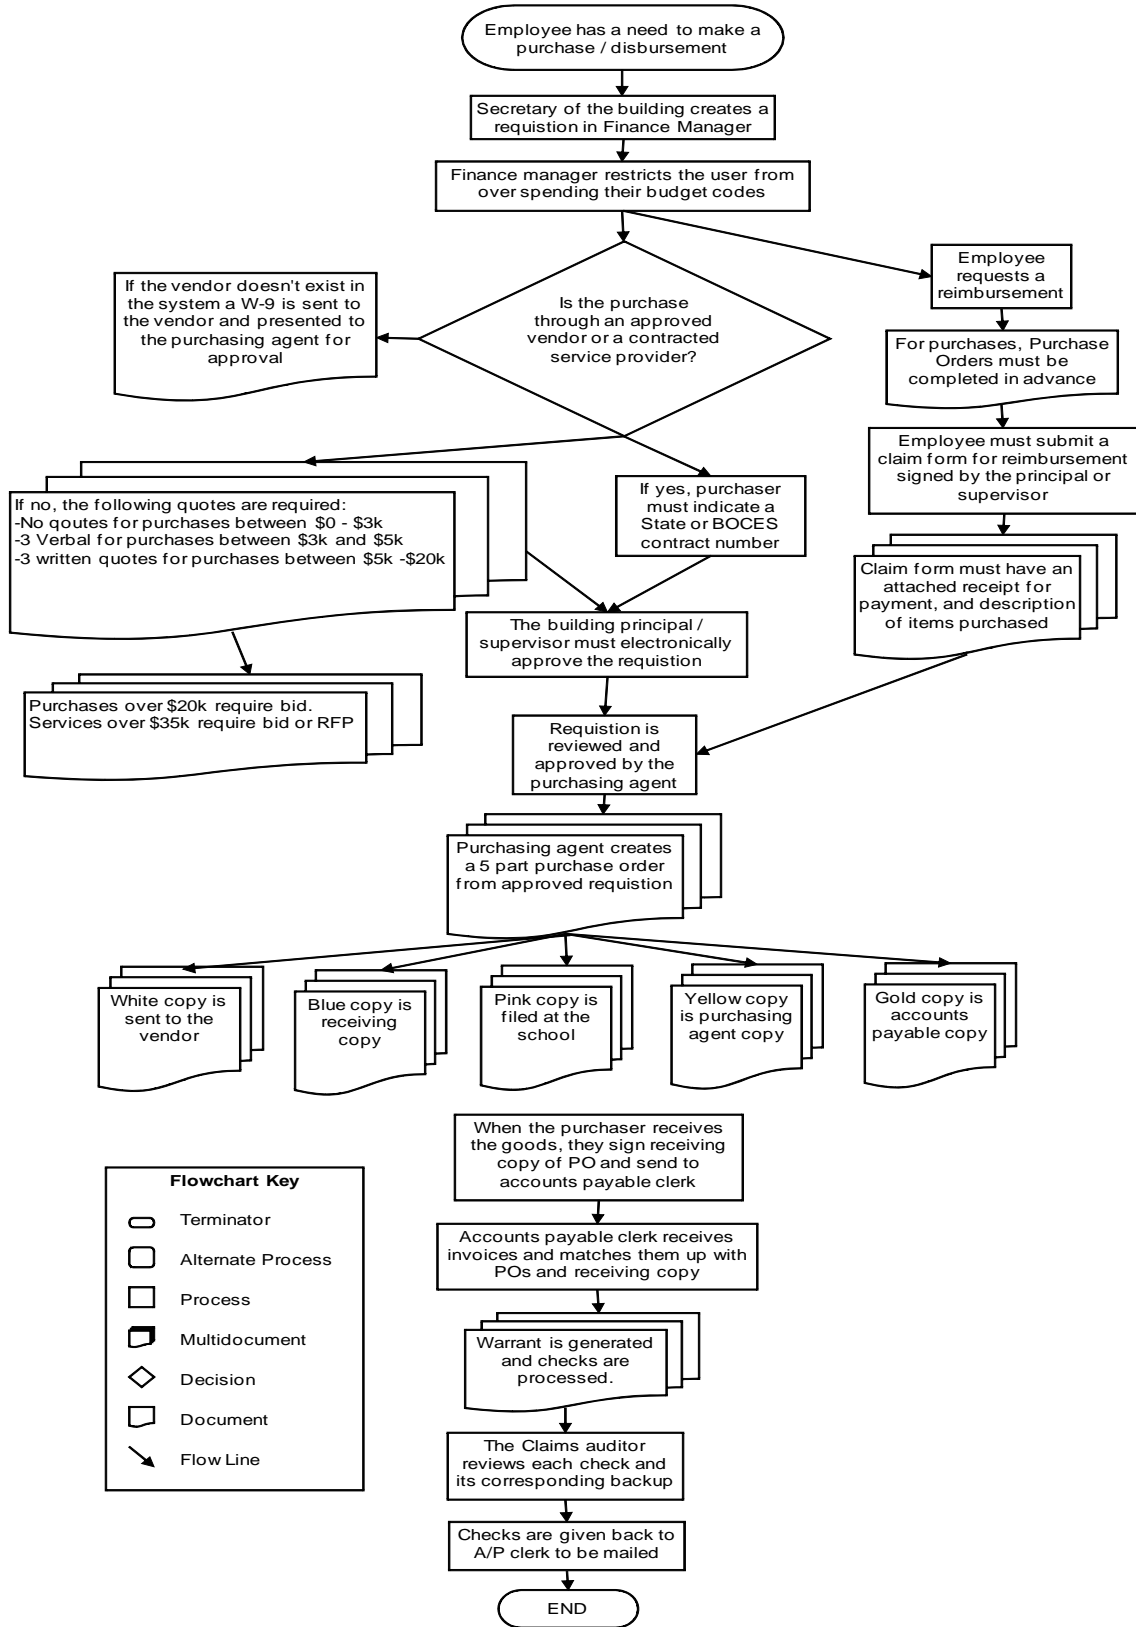 Employee has a need to make a
purchase / disbursement
Secretary of the building creates a
requistion in Finance Manager
Finance manager restricts the user from
over spending their budget codes
Employee
requests a
reimbursement
If the vendor doesn't exist in
the system a W-9 is sent to
the vendor and presented to
the purchasing agent for
approval
Is the purchase
through an approved
vendor or a contracted
service provider?
For purchases, Purchase
Orders must be
completed in advance
Employee must submit a
claim form for reimbursement
signed by the principal or
supervisor
If no, the following quotes are required:
-No qoutes for purchases between $0 - $3k
-3 Verbal for purchases between $3k and $5k
-3 written quotes for purchases between $5k -$20k
If yes, purchaser
must indicate a
State or BOCES
contract number
Claim form must have an
attached receipt for
payment, and description
of items purchased
The building principal /
supervisor must electronically
approve the requistion
Purchases over $20k require bid.
Services over $35k require bid or RFP
Requistion is
reviewed and
approved by the
purchasing agent
Purchasing agent creates
a 5 part purchase order
from approved requistion
White copy is
sent to the
vendor
Blue copy is
receiving
copy
Pink copy is
filed at the
school
Yellow copy
is purchasing
agent copy
Gold copy is
accounts
payable copy
When the purchaser receives
the goods, they sign receiving
copy of PO and send to
accounts payable clerk
Flowchart Key
Terminator
Alternate Process
Process
Multidocument
Decision
Document
Flow Line
Accounts payable clerk receives
invoices and matches them up with
POs and receiving copy
Warrant is generated
and checks are
processed.
The Claims auditor
reviews each check and
its corresponding backup
Checks are given back to
A/P clerk to be mailed
END